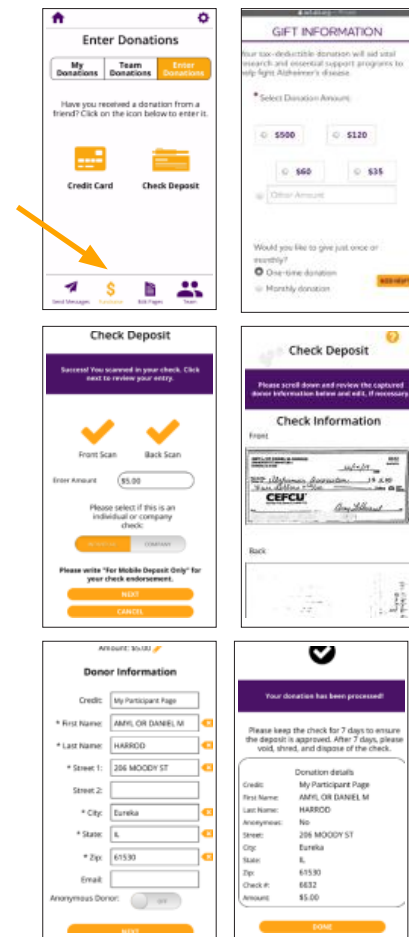 Enter Donations
My Donations
Team Donations
Enter Donations
Have you received a donation from a
friend? Click on the icon below to enter it.
Credit Card
Check Deposit
Send Messages
Fundraise
Edit Pages
Team
GIFT INFORMATION
Your tax-deductible donation will aid vital
research and essential support programs to
help fight Alzheimer's disease.
* Select Donation Amount:
$500
$120
$60
$35
Other Amount
Would you like to give just once or
monthly?
One-time donation
Monthly donation
Check Deposit
Success! You scanned in your check. Click
next to review your entry.
Front Scan
Back Scan
Enter Amount
$5.00
Please select if this is an
individual or company
check:
COMPANY
Please write "For Mobile Deposit Only" for
your check endorsement.
NEXT
CANCEL
Check Deposit
Please scroll down and review the captured
donor information below and edit, if necessary.
Check Information
Front
CEFCU
Back
Amount: $5.00
Donor Information
Credit: My Participant Page
* First Name: AMYL OR DANIEL M
* Last Name: HARROD
* Street 1: 206 MOODY ST
Street 2:
* City: Eureka
* State: IL
* Zip: 61530
Email:
Anonymous Donor: OFF
NEXT
Your donation has been processed!
Please keep the check for 7 days to ensure
the deposit is approved. After 7 days, please
void, shred, and dispose of the check.
Donation details
Credit: My Participant Page
First Name: AMYL OR DANIEL M
Last Name: HARROD
Anonymous: No
Street: 206 MOODY ST
City: Eureka
State: IL
Zip: 61530
Check #: 6632
Amount: $5.00
DONE